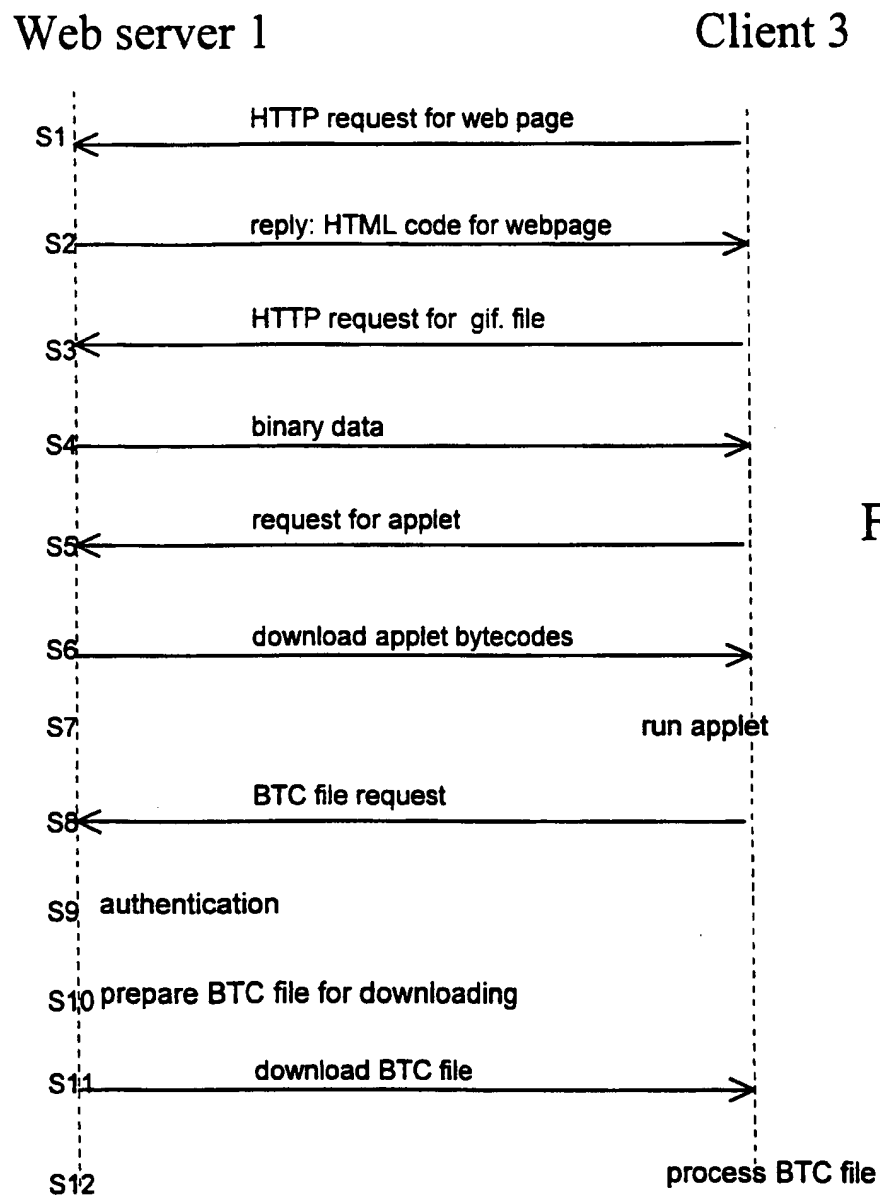 Web server 1 Client 3
S1 HTTP request for web page
S2 reply: HTML code for webpage
S3 HTTP request for gif. file
S4 binary data
S5 request for applet
F
S6 download applet bytecodes
S7 run applet
S8 BTC file request
S9 authentication
S10 prepare BTC file for downloading
S11 download BTC file
S12 process BTC file